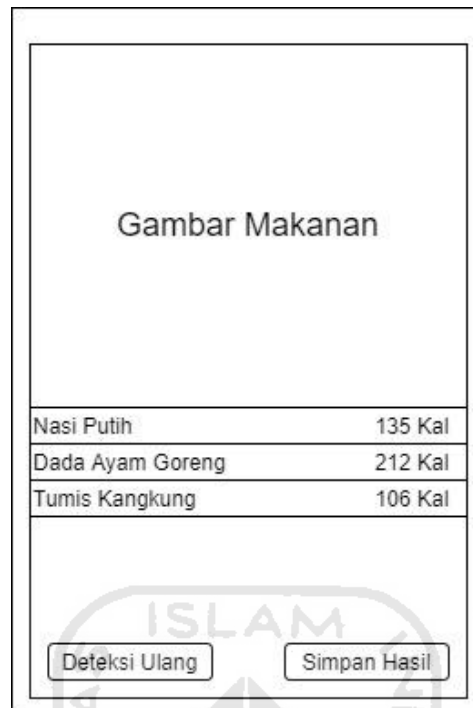 Gambar Makanan
Nasi Putih 135 Kal
Dada Ayam Goreng 212 Kal
Tumis Kangkung 106 Kal
ISLAM
Deteksi Ulang Simpan Hasil